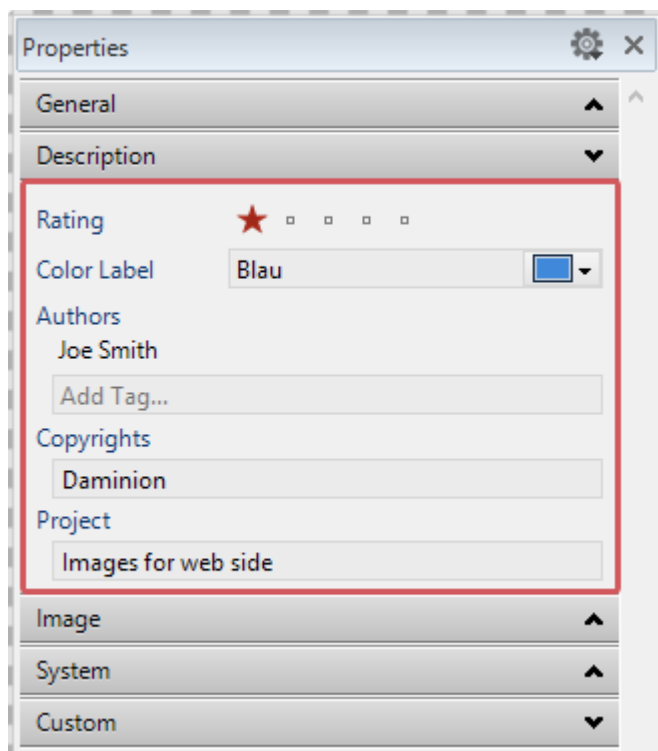 Properties
General
Description
Rating
Color Label Blau
Authors
Joe Smith
Add Tag...
Copyrights
Daminion
Project
Images for web side
Image
System
Custom